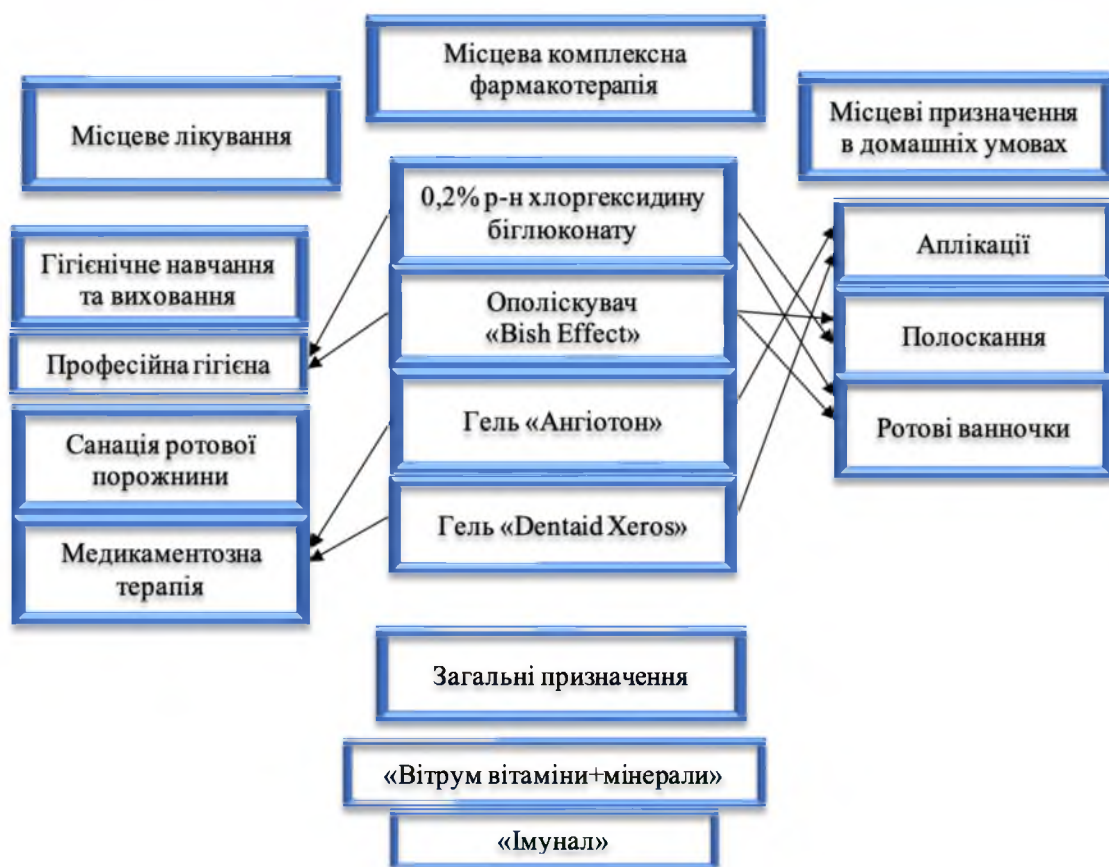 Місцева комплексна
фармакотерапія
Місцеве лікування
Місцеві призначення
в домашніх умовах
0,2% р-н хлоргексидину
біглюконату
Гігієнічне навчання
та виховання
Аплікації
Ополіскувач
«Bish Effect»
Професійна гігієна
Полоскання
Гель «Ангіотон»
Санація ротової
порожнини
Ротові ванночки
Гель «Dentaid Xeros»
Медикаментозна
терапія
Загальні призначення
«Вітрум вітаміни+мінерали»
«Імунал»